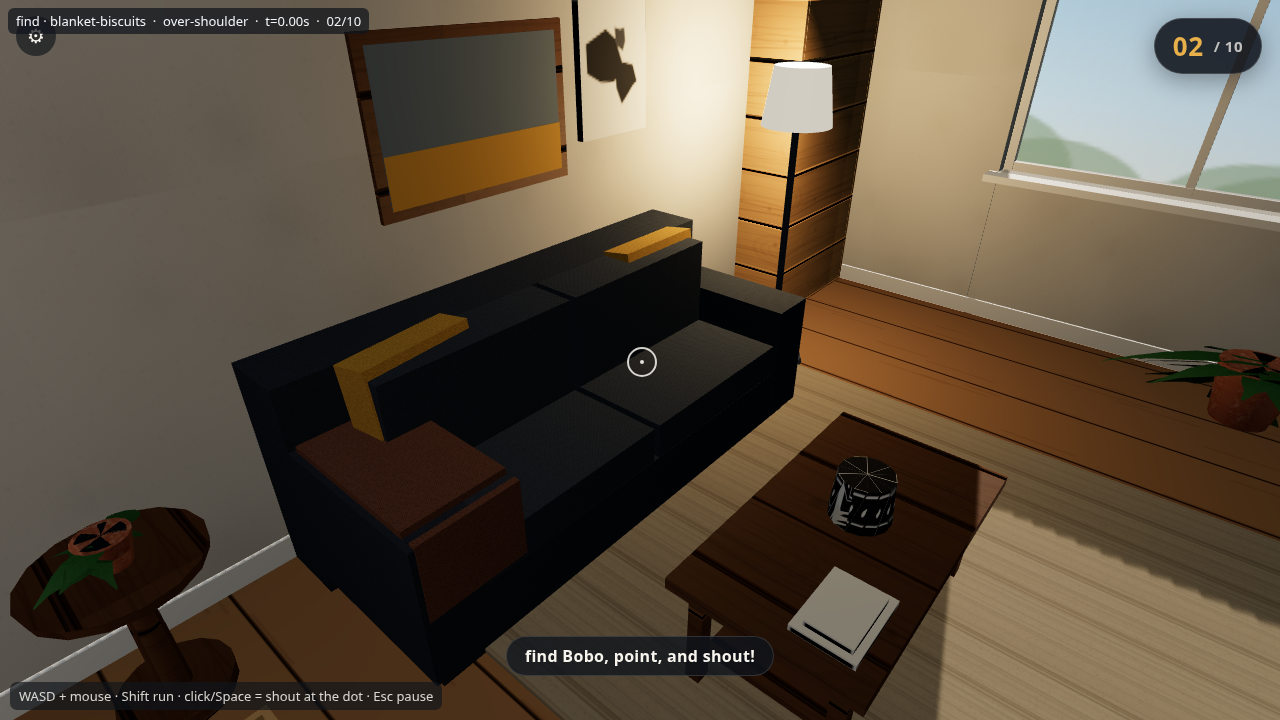 find · blanket-biscuits · over-shoulder · t=0.00s · 02/10
02 / 10
find Bobo, point, and shout!
WASD + mouse · Shift run · click/Space = shout at the dot · Esc pause